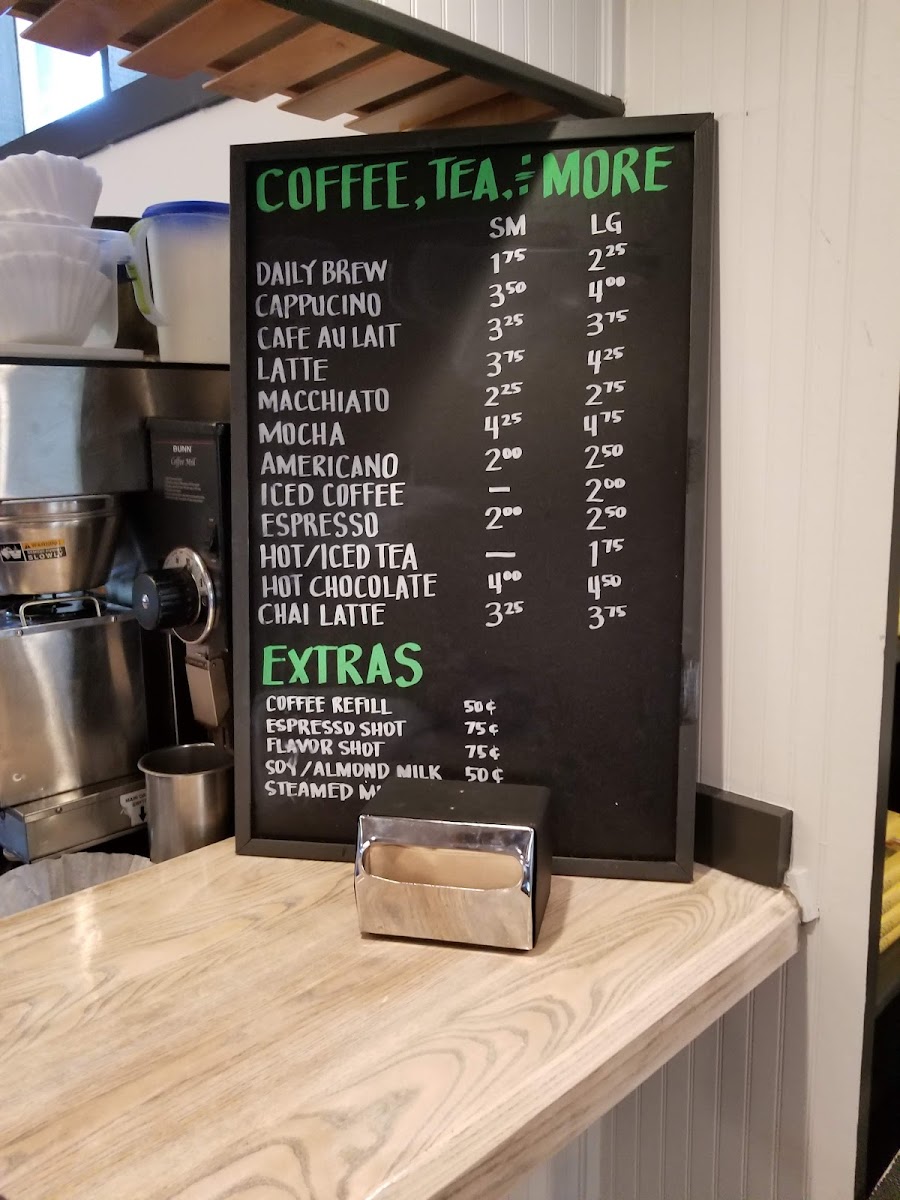 COFFEE, TEA, & MORE
SM LG
DAILY BREW 1.75 2.25
CAPPUCINO 3.50 4.00
CAFE AU LAIT 3.25 3.75
LATTE 3.75 4.25
MACCHIATO 2.25 2.75
MOCHA 4.25 4.75
AMERICANO 2.00 2.50
ICED COFFEE — 2.00
ESPRESSO 2.00 2.50
HOT/ICED TEA — 1.75
HOT CHOCOLATE 4.00 4.50
CHAI LATTE 3.25 3.75
EXTRAS
COFFEE REFILL 50¢
ESPRESSO SHOT 75¢
FLAVOR SHOT 75¢
SOY/ALMOND MILK 50¢
STEAMED
BUNN
Coffee Mill
WARNING
SLOWLY